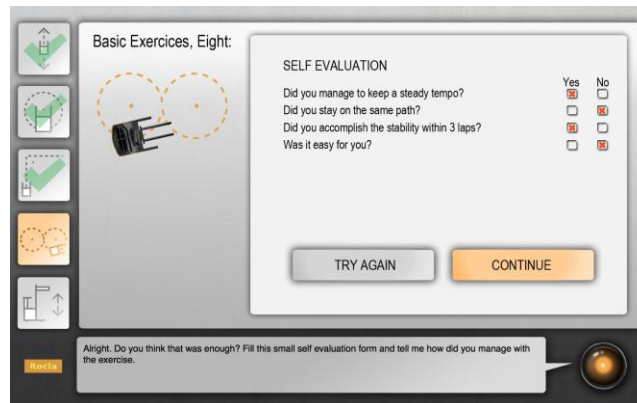 Basic Exercices, Eight:
SELF EVALUATION
Yes No
Did you manage to keep a steady tempo?
Did you stay on the same path?
Did you accomplish the stability within 3 laps?
Was it easy for you?
TRY AGAIN
CONTINUE
Alright. Do you think that was enough? Fill this small self evaluation form and tell me how did you manage with
the exercise.
Rocla